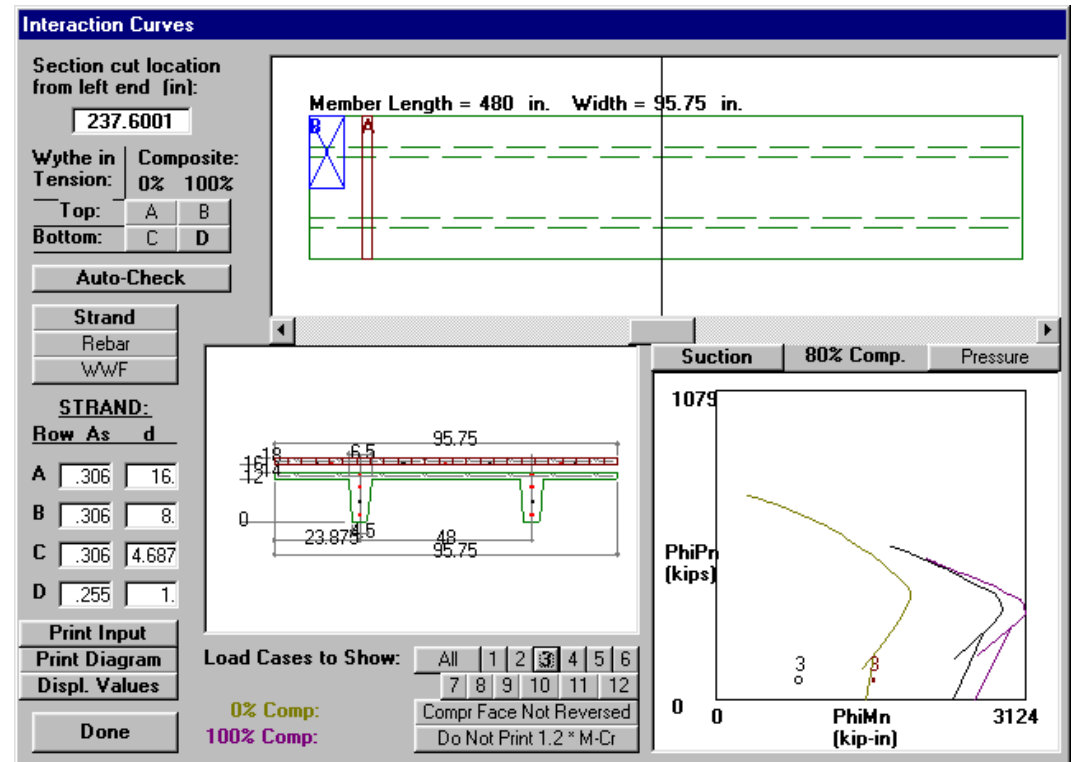 Interaction Curves
Section cut location
from left end (in):
237.6001
Wythe in
Tension:
Composite:
0% 100%
Top: A B
Bottom: C D
Auto-Check
Strand
Rebar
WWF
STRAND:
Row As d
A .306 16.
B .306 8.
C .306 4.687
D .255 1.
Print Input
Print Diagram
Displ. Values
Done
Member Length = 480 in. Width = 95.75 in.
B A
95.75
6.5
18
16
14
12
0
23.875
4.5
48
95.75
Load Cases to Show: All 1 2 3 4 5 6
7 8 9 10 11 12
0% Comp:
100% Comp:
Compr Face Not Reversed
Do Not Print 1.2 * M-Cr
Suction 80% Comp. Pressure
1079
PhiPn
(kips)
3 3
0
0 PhiMn 3124
(kip-in)